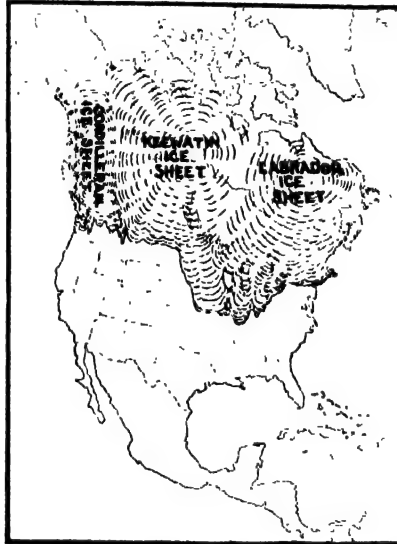 CORDILLERAN
ICE SHEET
KEEWATIN
ICE
SHEET
LABRADOR
ICE
SHEET